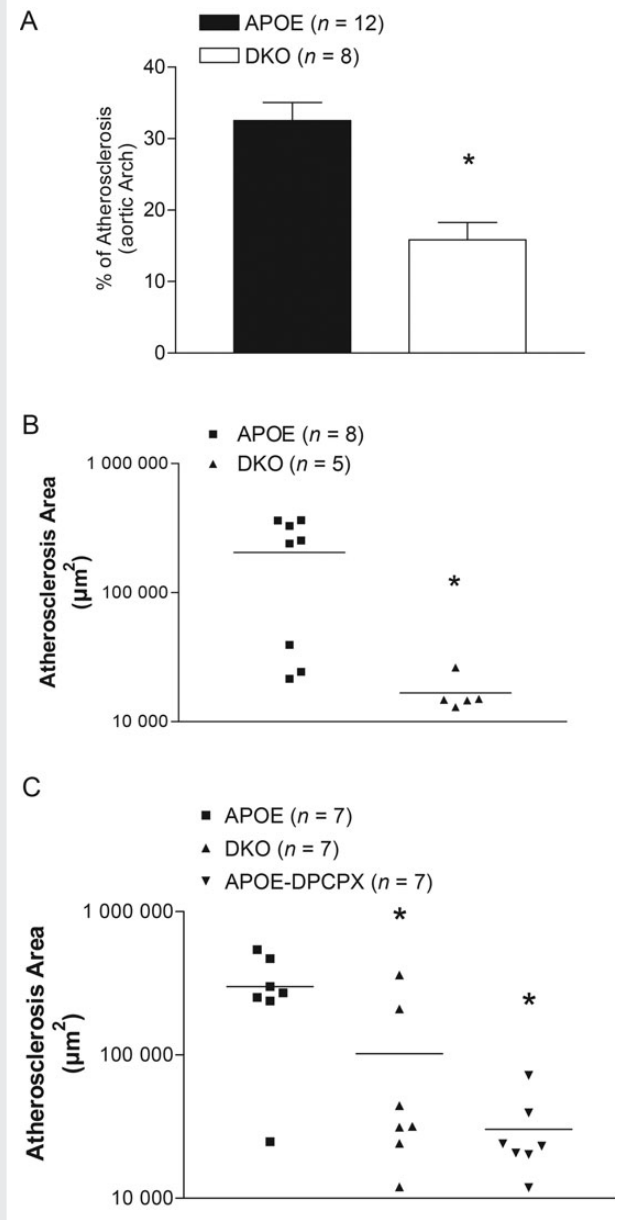 A
APOE (n = 12)
DKO (n = 8)
% of Atherosclerosis
(aortic Arch)
40
30
*
20
10
0
B
APOE (n = 8)
DKO (n = 5)
Atherosclerosis Area
(µm²)
1 000 000
100 000
*
10 000
C
APOE (n = 7)
DKO (n = 7)
APOE-DPCPX (n = 7)
Atherosclerosis Area
(µm²)
1 000 000
*
*
100 000
10 000